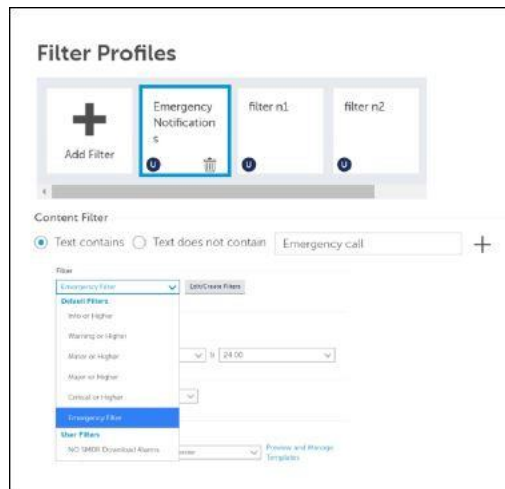 Filter Profiles
Add Filter
Emergency
Notification
s
U
filter n1
U
filter n2
U
Content Filter
Text contains
Text does not contain
Emergency call
Filter
Emergency Filter
Edit/Create Filters
Default Filters
Info or Higher
Warning or Higher
Minor or Higher
24:00
Major or Higher
Critical or Higher
Emergency Filter
User Filters
NO SMDR Download Alarms
Preview and Manage
Templates